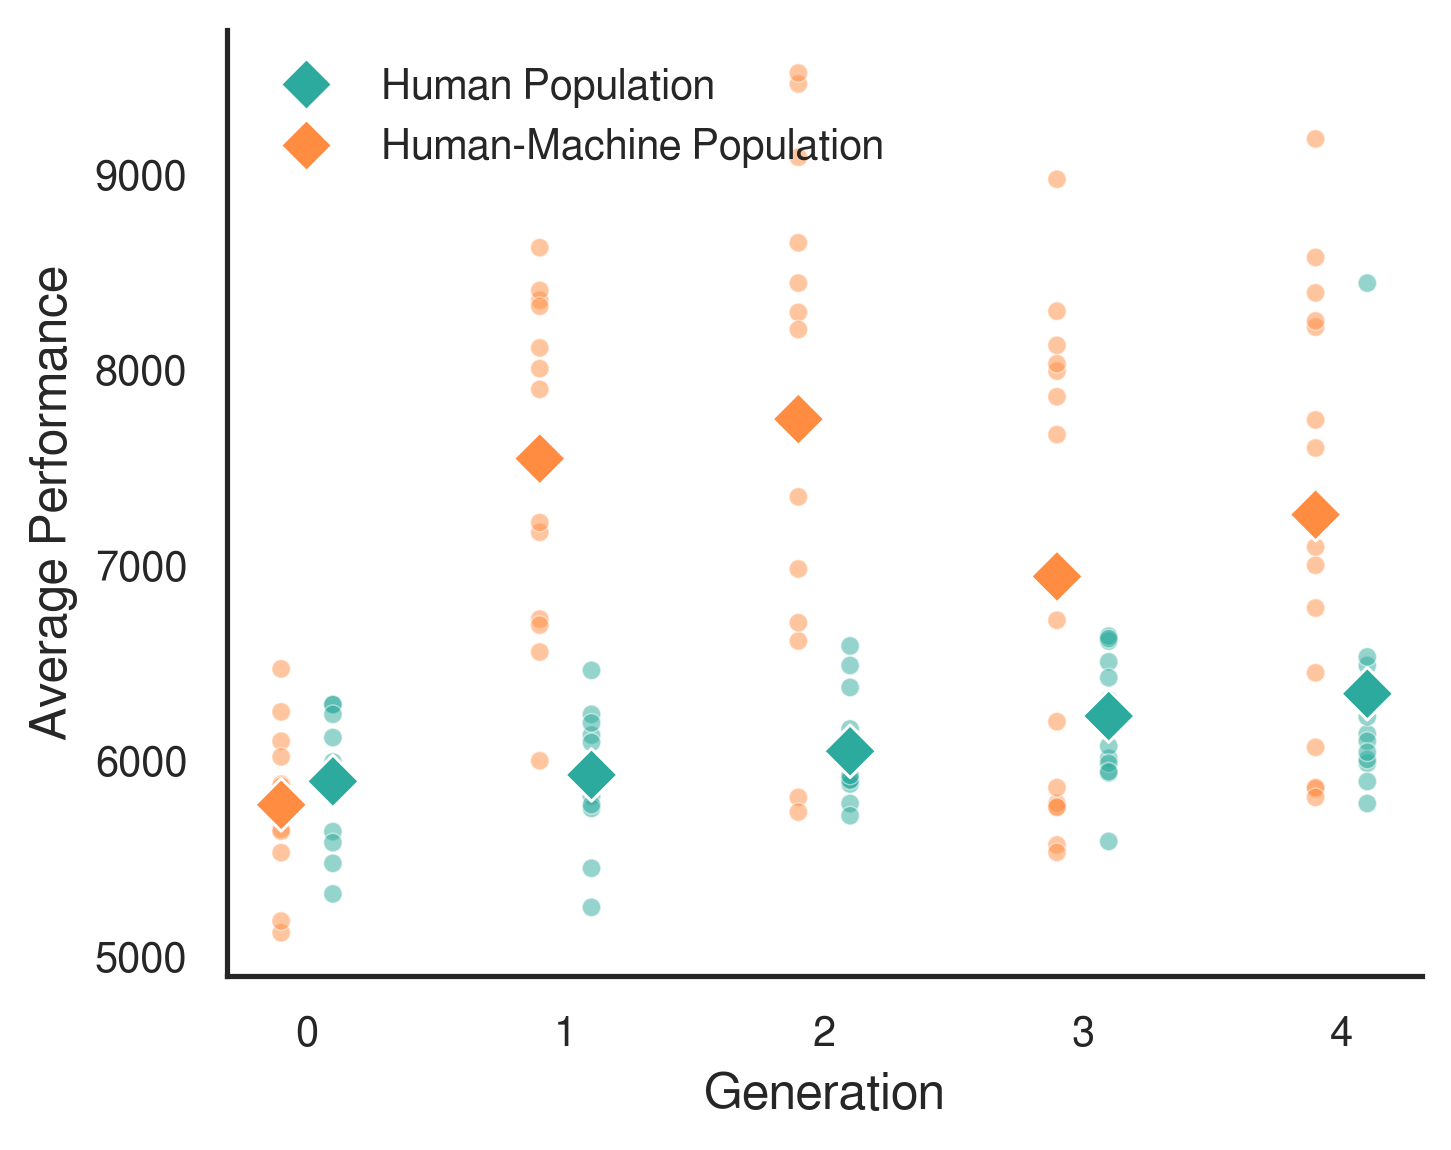 Human Population
Human-Machine Population
9000
8000
7000
6000
5000
Average Performance
0 1 2 3 4
Generation